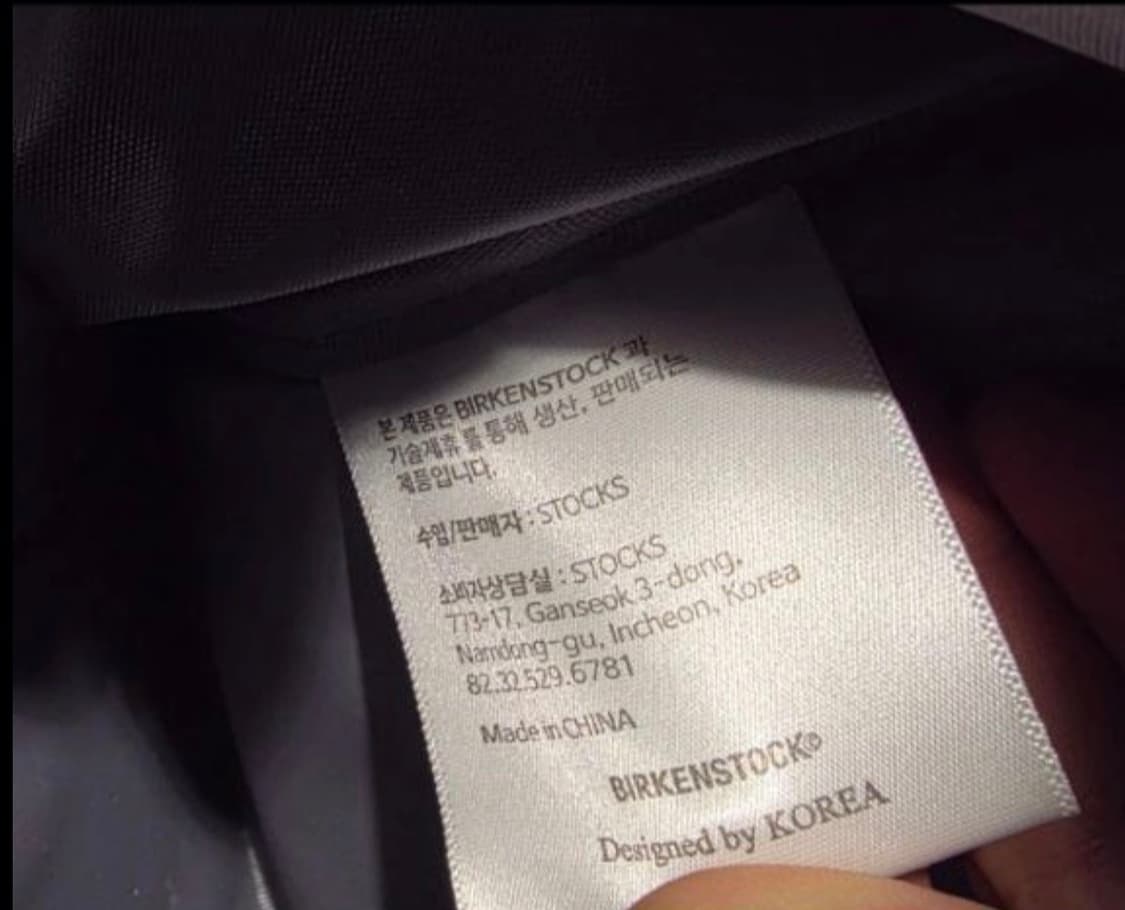 본 제품은 BIRKENSTOCK 과
기술제휴 를 통해 생산, 판매되는
제품입니다.
수입/판매자 : STOCKS
소비자상담실 : STOCKS
773-17, Ganseok 3-dong,
Namdong-gu, Incheon, Korea
82.32.529.6781
Made in CHINA
BIRKENSTOCK®
Designed by KOREA